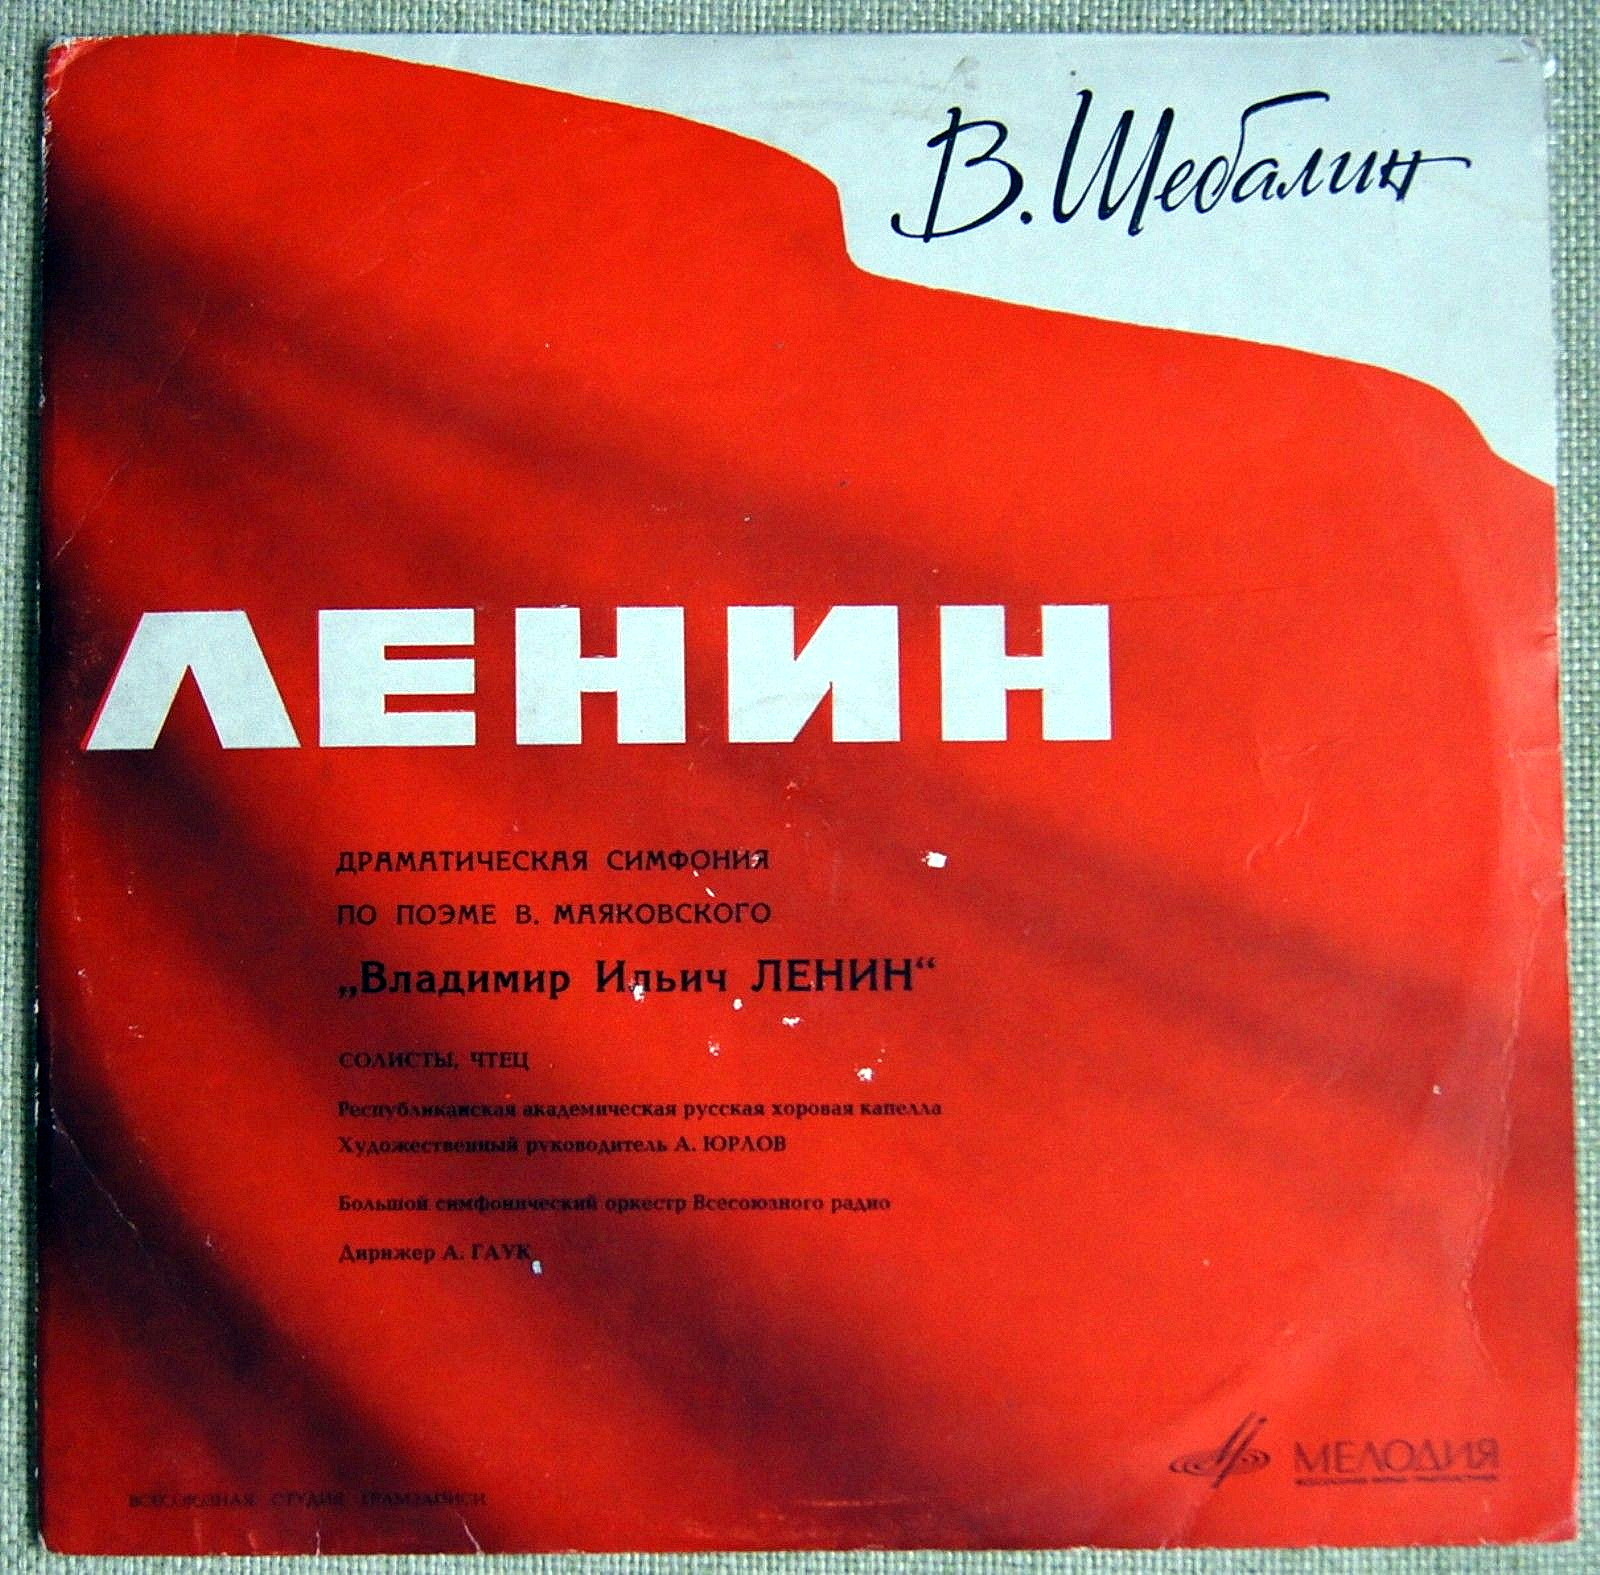 В. Шебалин
ЛЕНИН
ДРАМАТИЧЕСКАЯ СИМФОНИЯ
ПО ПОЭМЕ В. МАЯКОВСКОГО
„Владимир Ильич ЛЕНИН“
СОЛИСТЫ, ЧТЕЦ
Республиканская академическая русская хоровая капелла
Художественный руководитель А. ЮРЛОВ
Большой симфонический оркестр Всесоюзного радио
Дирижер А. ГАУК
МЕЛОДИЯ
ВСЕСОЮЗНАЯ СТУДИЯ ГРАМЗАПИСИ